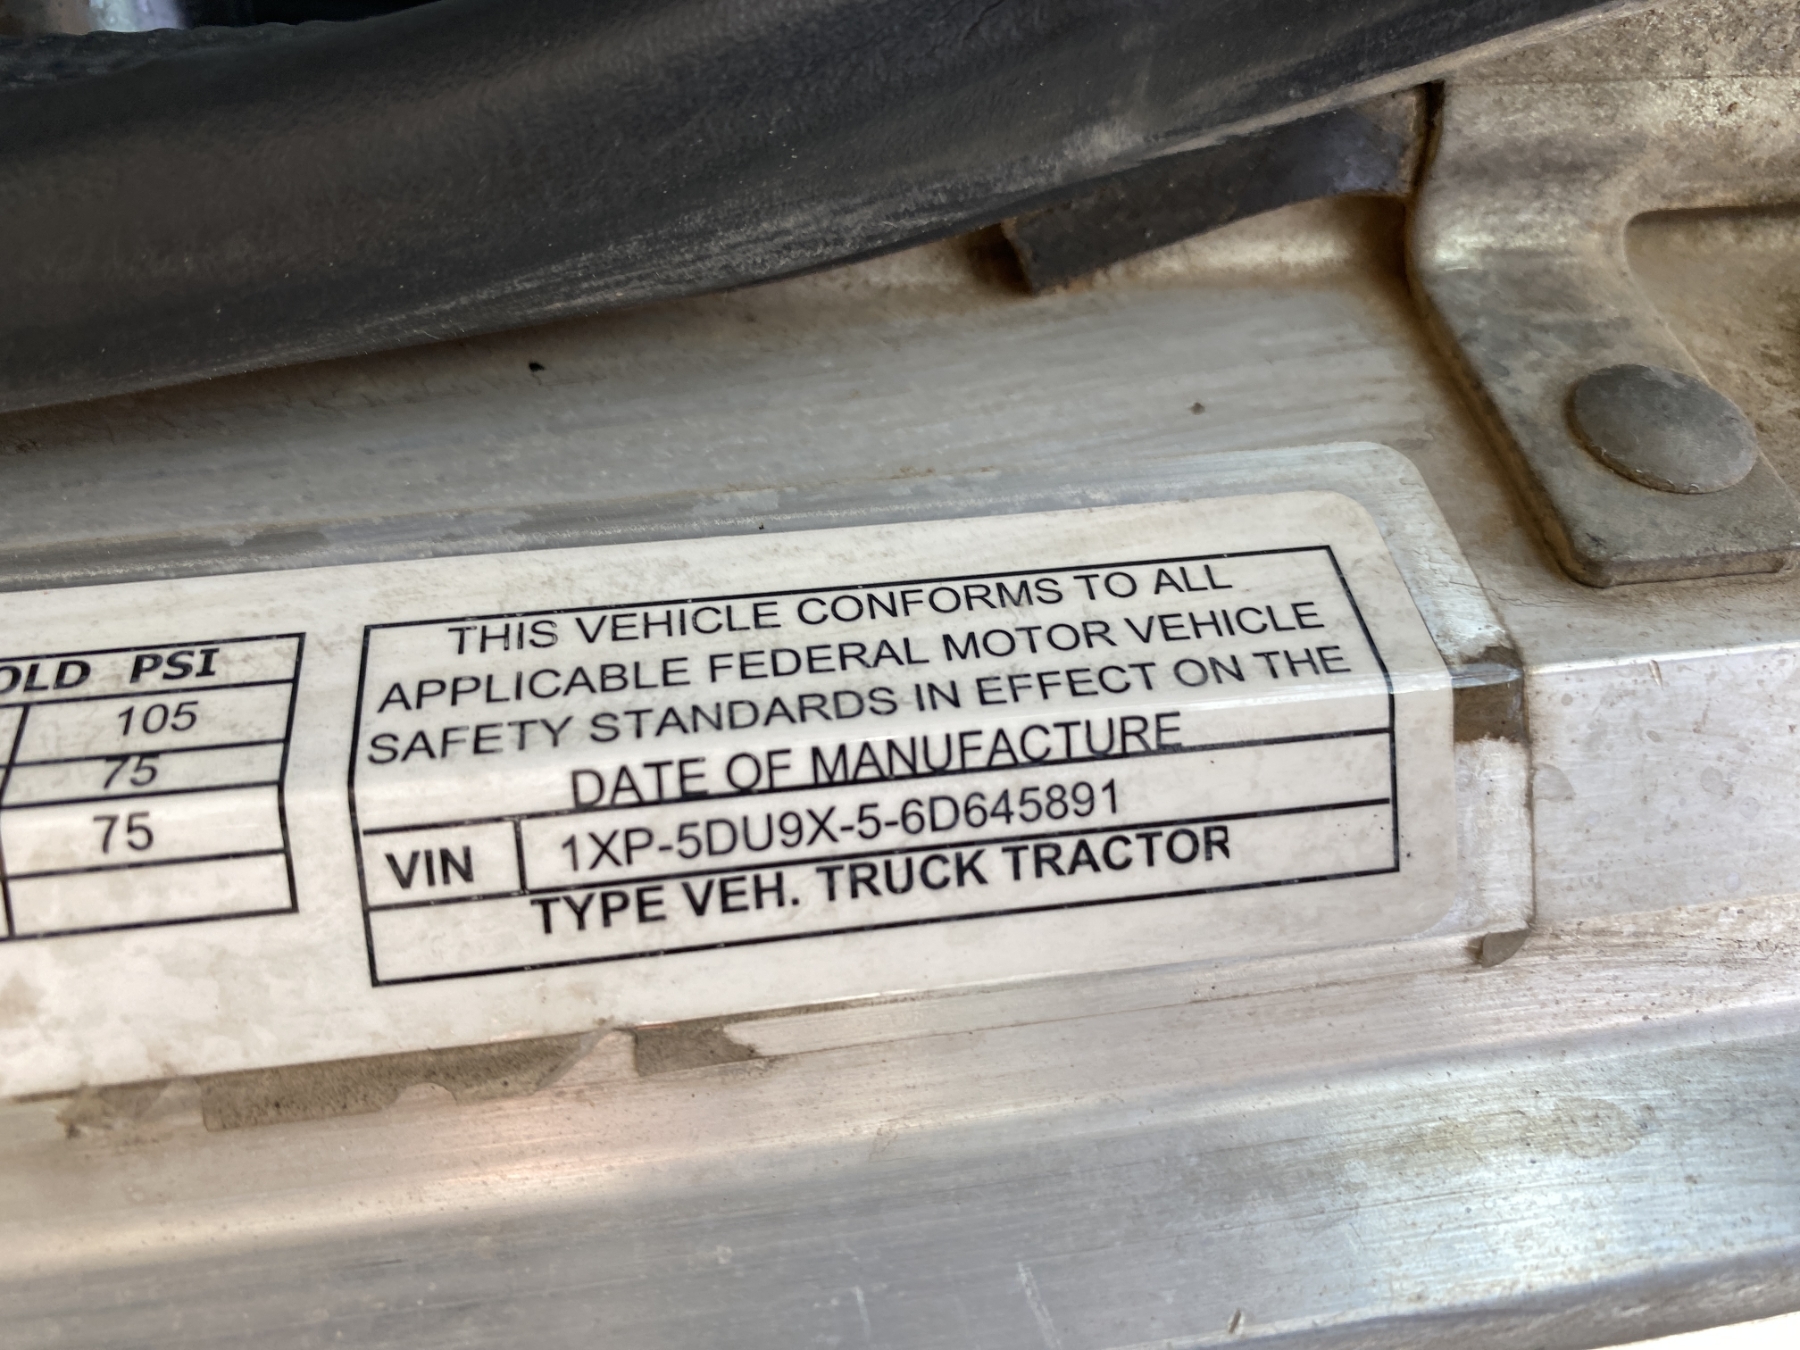 OLD PSI
105
75
75
THIS VEHICLE CONFORMS TO ALL
APPLICABLE FEDERAL MOTOR VEHICLE
SAFETY STANDARDS IN EFFECT ON THE
DATE OF MANUFACTURE
VIN 1XP-5DU9X-5-6D645891
TYPE VEH. TRUCK TRACTOR